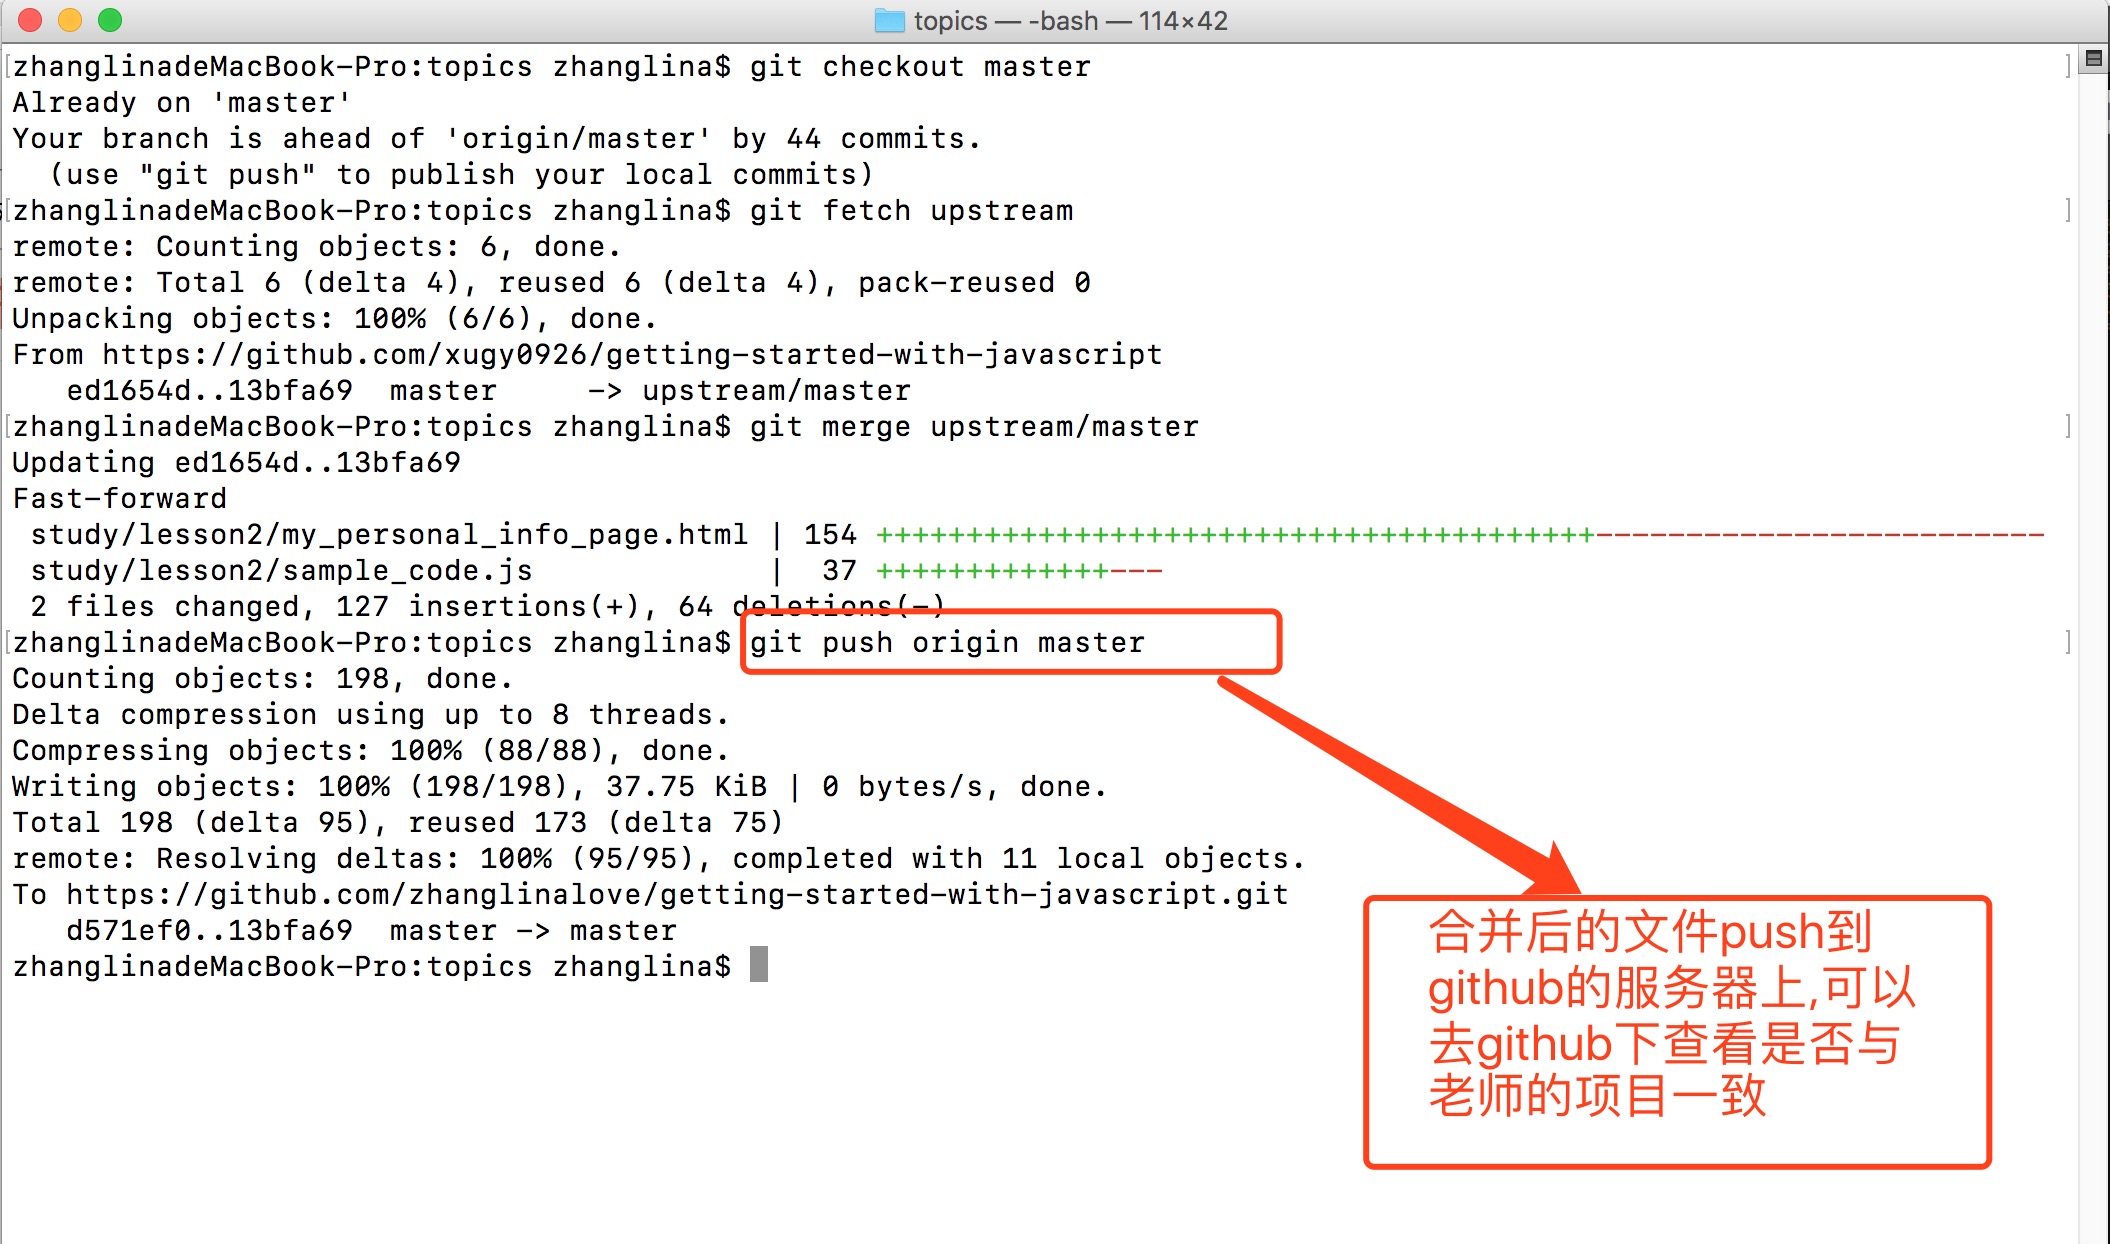 topics — -bash — 114×42
zhanglinadeMacBook-Pro:topics zhanglina$ git checkout master
Already on 'master'
Your branch is ahead of 'origin/master' by 44 commits.
  (use "git push" to publish your local commits)
zhanglinadeMacBook-Pro:topics zhanglina$ git fetch upstream
remote: Counting objects: 6, done.
remote: Total 6 (delta 4), reused 6 (delta 4), pack-reused 0
Unpacking objects: 100% (6/6), done.
From https://github.com/xugy0926/getting-started-with-javascript
   ed1654d..13bfa69  master     -> upstream/master
zhanglinadeMacBook-Pro:topics zhanglina$ git merge upstream/master
Updating ed1654d..13bfa69
Fast-forward
 study/lesson2/my_personal_info_page.html | 154 ++++++++++++++++++++++++++++++++++++++++-------------------------
 study/lesson2/sample_code.js             |  37 +++++++++++++---
 2 files changed, 127 insertions(+), 64 deletions(-)
zhanglinadeMacBook-Pro:topics zhanglina$ git push origin master
Counting objects: 198, done.
Delta compression using up to 8 threads.
Compressing objects: 100% (88/88), done.
Writing objects: 100% (198/198), 37.75 KiB | 0 bytes/s, done.
Total 198 (delta 95), reused 173 (delta 75)
remote: Resolving deltas: 100% (95/95), completed with 11 local objects.
To https://github.com/zhanglinalove/getting-started-with-javascript.git
   d571ef0..13bfa69  master -> master
zhanglinadeMacBook-Pro:topics zhanglina$
合并后的文件push到
github的服务器上,可以
去github下查看是否与
老师的项目一致